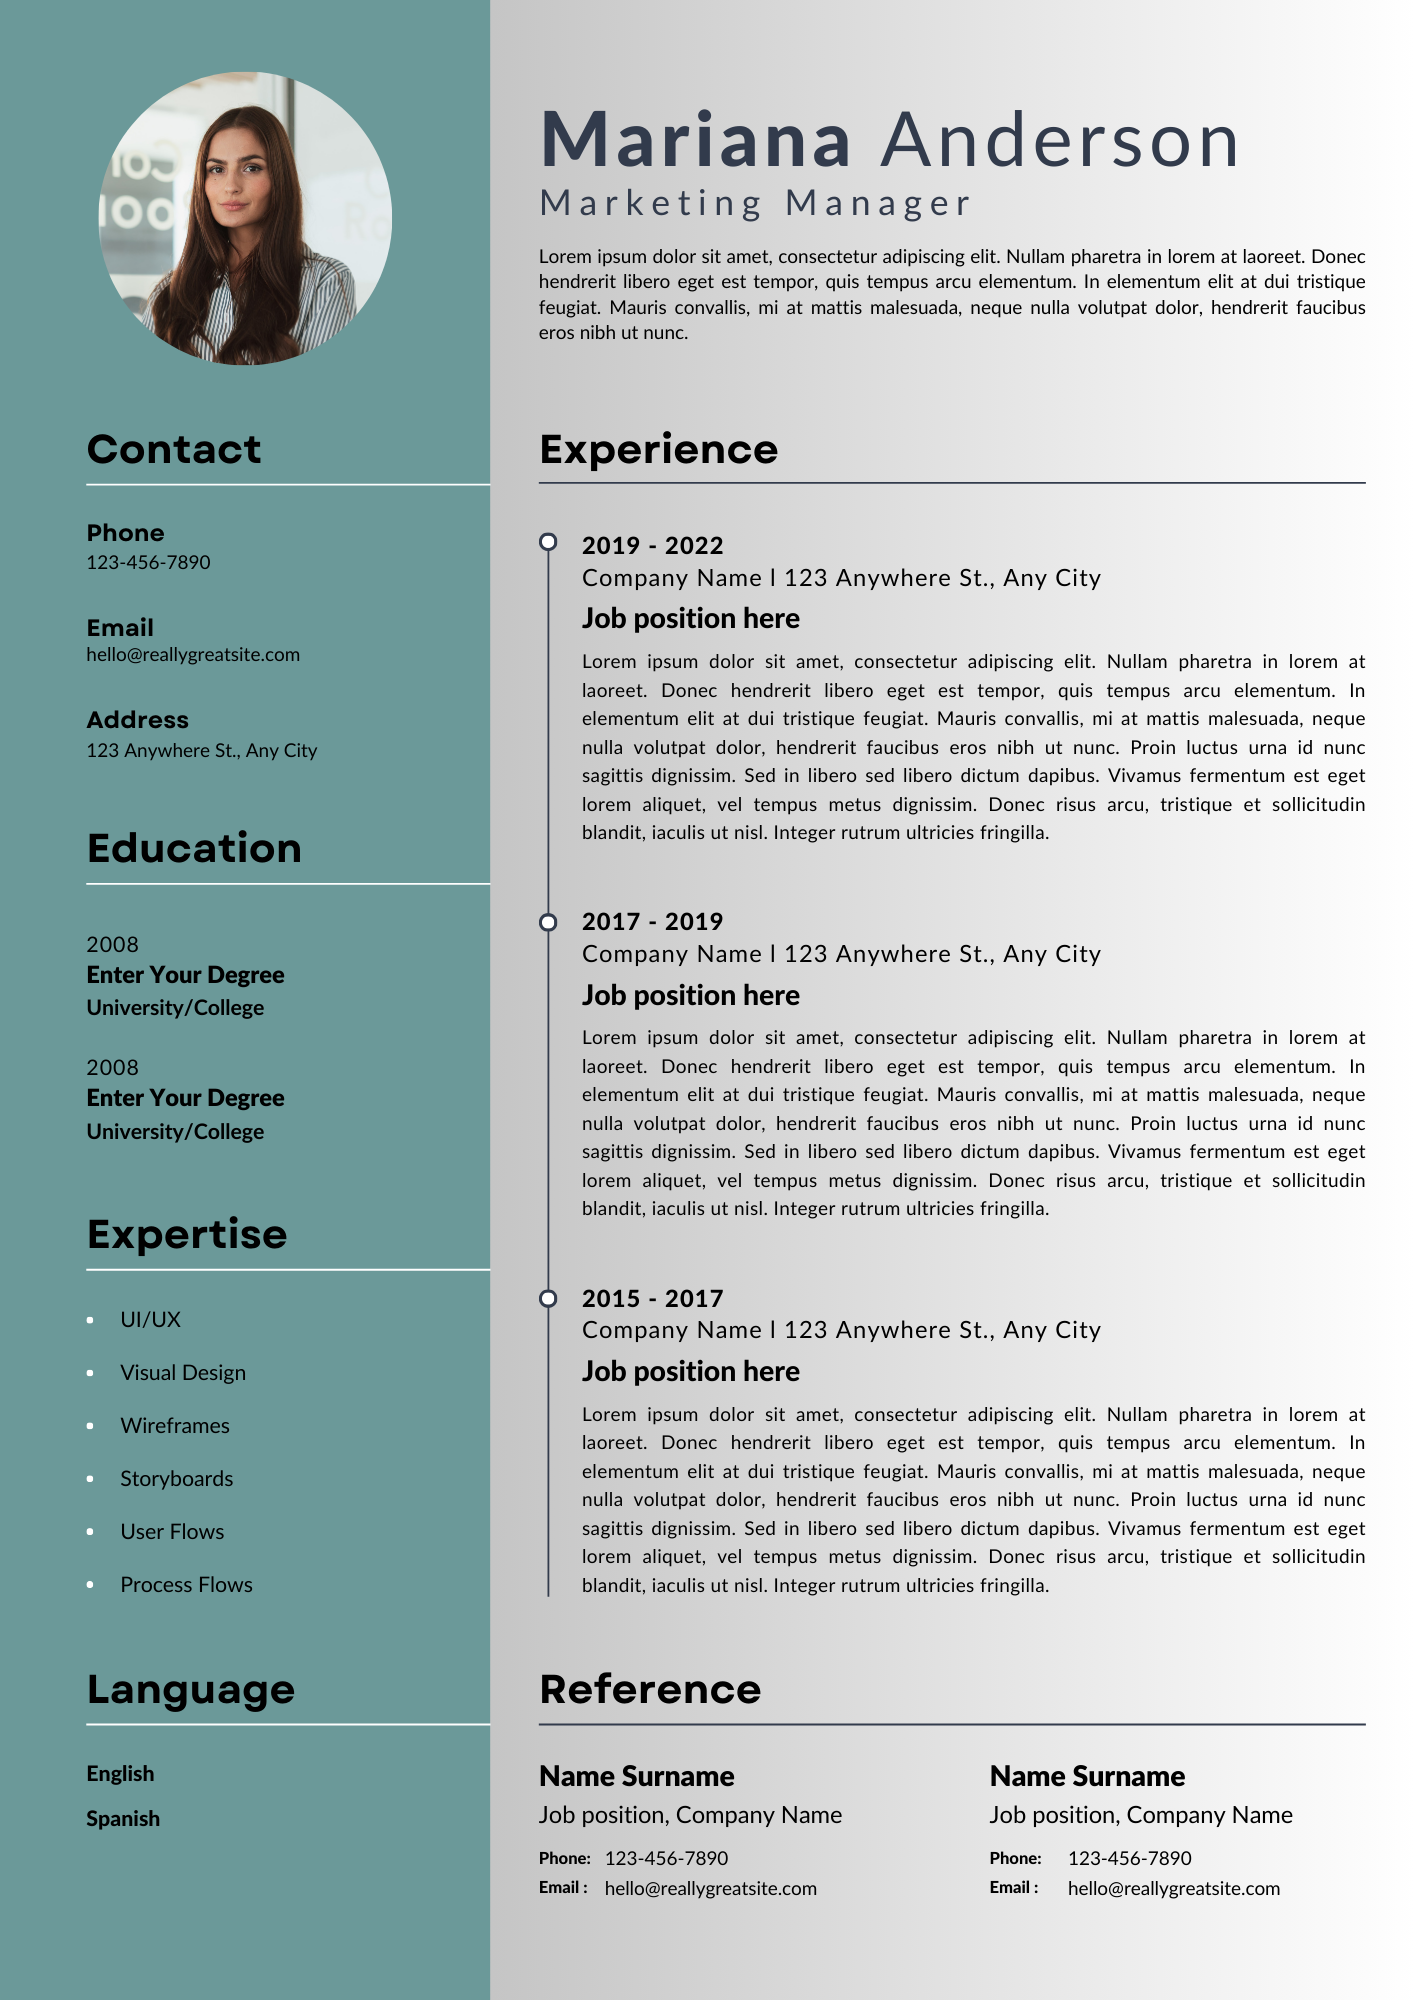 Mariana Anderson
Marketing Manager
Lorem ipsum dolor sit amet, consectetur adipiscing elit. Nullam pharetra in lorem at laoreet. Donec
hendrerit libero eget est tempor, quis tempus arcu elementum. In elementum elit at dui tristique
feugiat. Mauris convallis, mi at mattis malesuada, neque nulla volutpat dolor, hendrerit faucibus
eros nibh ut nunc.
Contact
Phone
123-456-7890
Email
hello@reallygreatsite.com
Address
123 Anywhere St., Any City
Education
2008
Enter Your Degree
University/College
2008
Enter Your Degree
University/College
Expertise
• UI/UX
• Visual Design
• Wireframes
• Storyboards
• User Flows
• Process Flows
Language
English
Spanish
Experience
2019 - 2022
Company Name l 123 Anywhere St., Any City
Job position here
Lorem ipsum dolor sit amet, consectetur adipiscing elit. Nullam pharetra in lorem at
laoreet. Donec hendrerit libero eget est tempor, quis tempus arcu elementum. In
elementum elit at dui tristique feugiat. Mauris convallis, mi at mattis malesuada, neque
nulla volutpat dolor, hendrerit faucibus eros nibh ut nunc. Proin luctus urna id nunc
sagittis dignissim. Sed in libero sed libero dictum dapibus. Vivamus fermentum est eget
lorem aliquet, vel tempus metus dignissim. Donec risus arcu, tristique et sollicitudin
blandit, iaculis ut nisl. Integer rutrum ultricies fringilla.
2017 - 2019
Company Name l 123 Anywhere St., Any City
Job position here
Lorem ipsum dolor sit amet, consectetur adipiscing elit. Nullam pharetra in lorem at
laoreet. Donec hendrerit libero eget est tempor, quis tempus arcu elementum. In
elementum elit at dui tristique feugiat. Mauris convallis, mi at mattis malesuada, neque
nulla volutpat dolor, hendrerit faucibus eros nibh ut nunc. Proin luctus urna id nunc
sagittis dignissim. Sed in libero sed libero dictum dapibus. Vivamus fermentum est eget
lorem aliquet, vel tempus metus dignissim. Donec risus arcu, tristique et sollicitudin
blandit, iaculis ut nisl. Integer rutrum ultricies fringilla.
2015 - 2017
Company Name l 123 Anywhere St., Any City
Job position here
Lorem ipsum dolor sit amet, consectetur adipiscing elit. Nullam pharetra in lorem at
laoreet. Donec hendrerit libero eget est tempor, quis tempus arcu elementum. In
elementum elit at dui tristique feugiat. Mauris convallis, mi at mattis malesuada, neque
nulla volutpat dolor, hendrerit faucibus eros nibh ut nunc. Proin luctus urna id nunc
sagittis dignissim. Sed in libero sed libero dictum dapibus. Vivamus fermentum est eget
lorem aliquet, vel tempus metus dignissim. Donec risus arcu, tristique et sollicitudin
blandit, iaculis ut nisl. Integer rutrum ultricies fringilla.
Reference
Name Surname
Job position, Company Name
Phone: 123-456-7890
Email : hello@reallygreatsite.com
Name Surname
Job position, Company Name
Phone: 123-456-7890
Email : hello@reallygreatsite.com